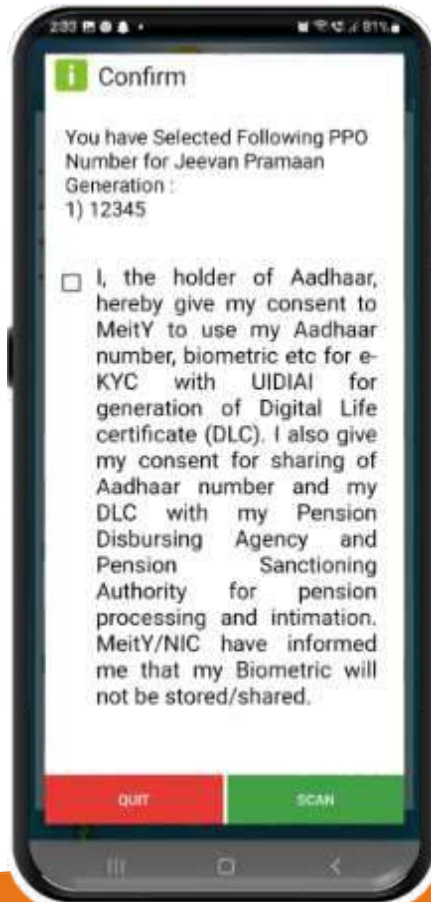 2:33
81%
i Confirm
You have Selected Following PPO
Number for Jeevan Pramaan
Generation :
1) 12345
I, the holder of Aadhaar,
hereby give my consent to
MeitY to use my Aadhaar
number, biometric etc for e-
KYC with UIDIAI for
generation of Digital Life
certificate (DLC). I also give
my consent for sharing of
Aadhaar number and my
DLC with my Pension
Disbursing Agency and
Pension Sanctioning
Authority for pension
processing and intimation.
MeitY/NIC have informed
me that my Biometric will
not be stored/shared.
QUIT
SCAN